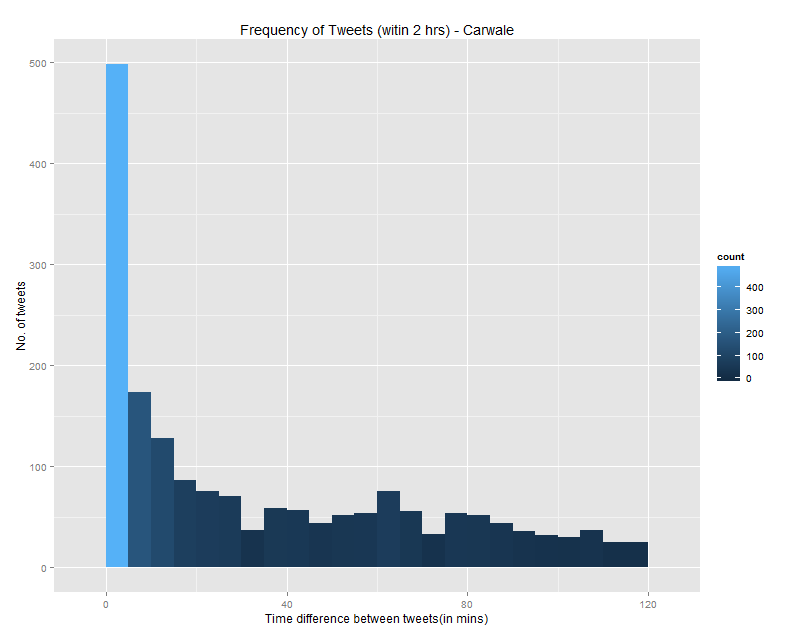 Frequency of Tweets (witin 2 hrs) - Carwale
No. of tweets
500
400
300
200
100
0
0 40 80 120
Time difference between tweets(in mins)
count
400
300
200
100
0